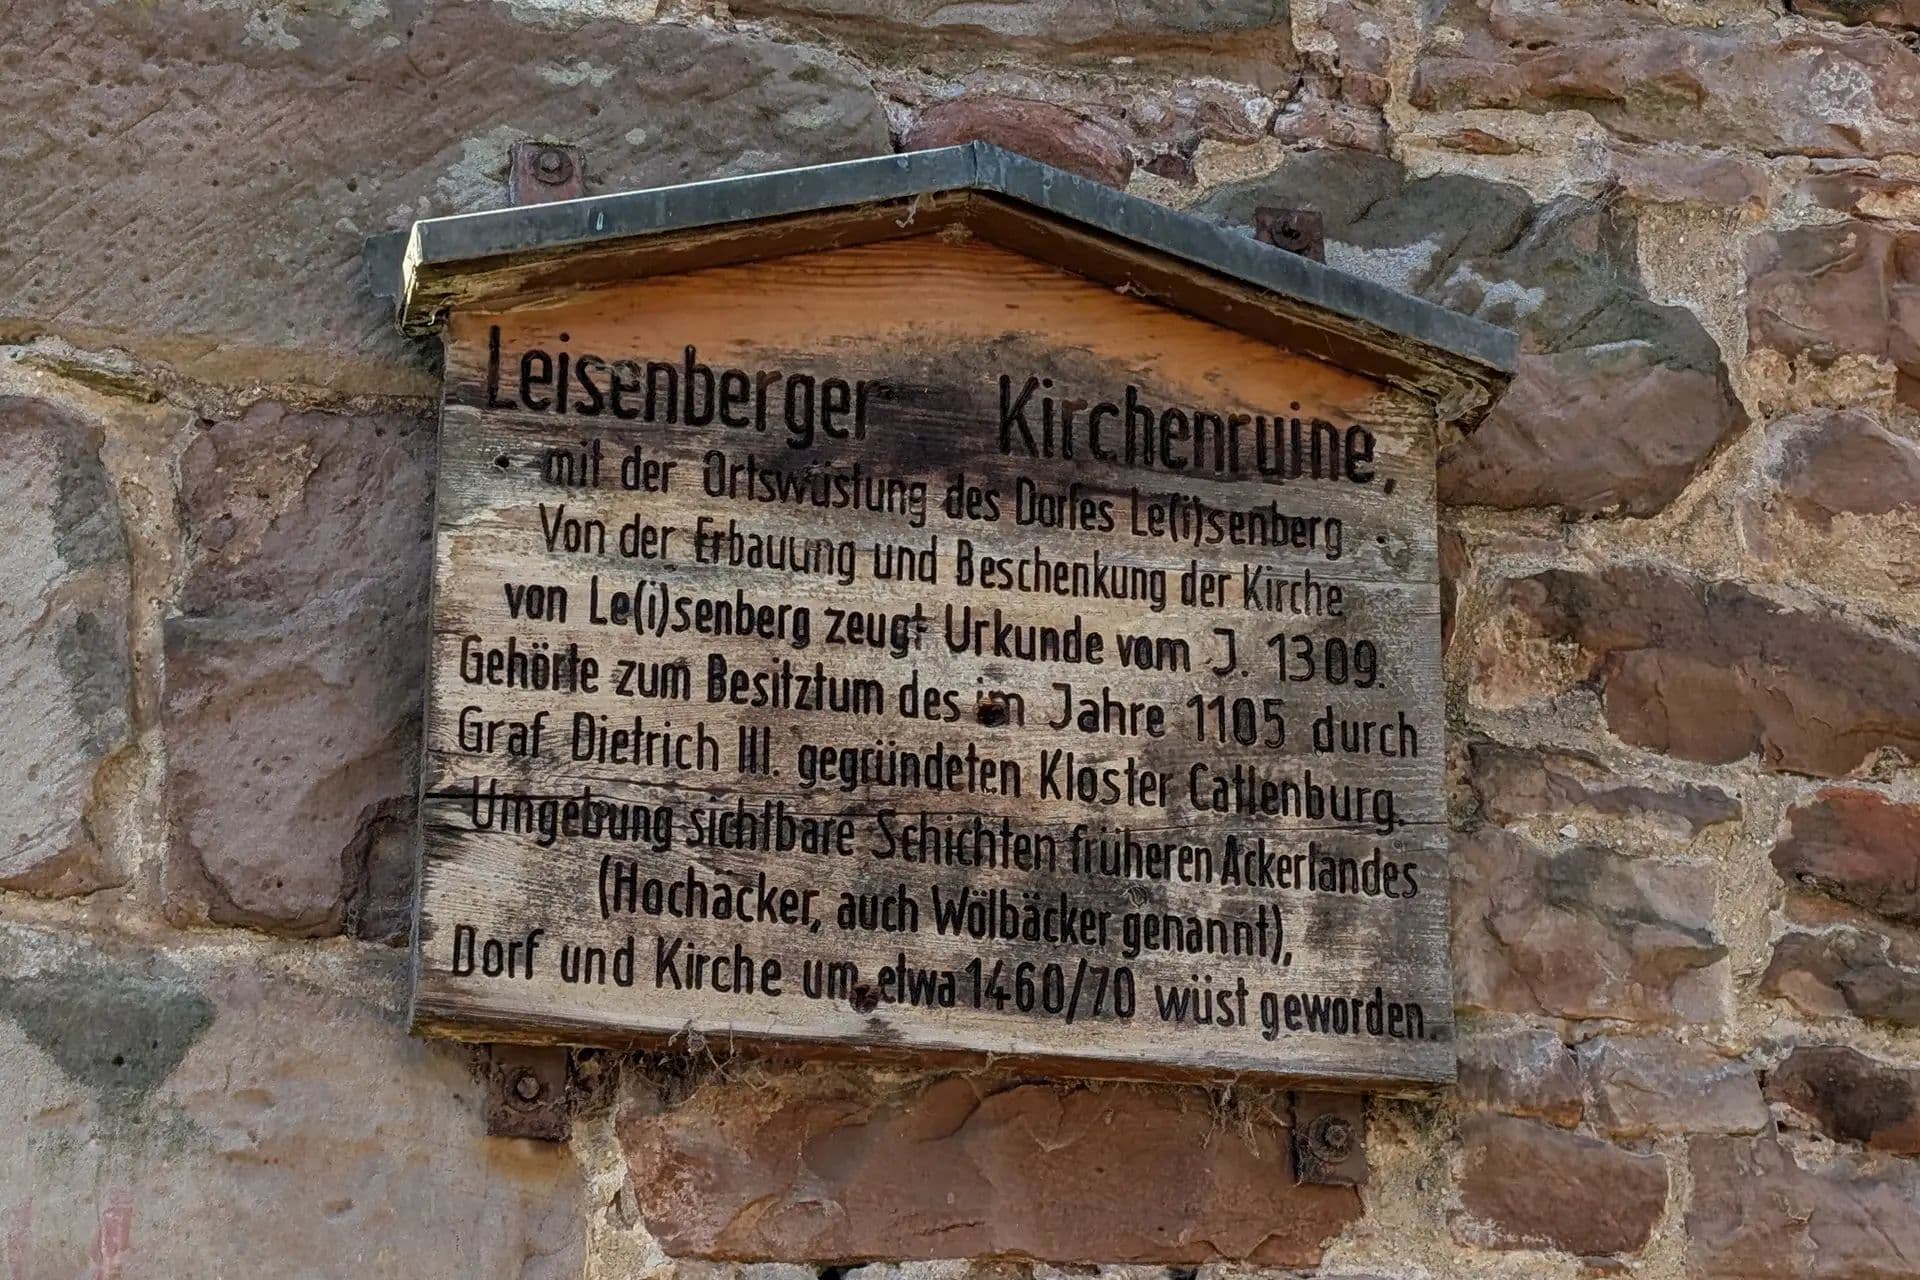 Leisenberger Kirchenruine,
mit der Ortswüstung des Dorfes Le(i)senberg
Von der Erbauung und Beschenkung der Kirche
von Le(i)senberg zeugt Urkunde vom J. 1309.
Gehörte zum Besitztum des im Jahre 1105 durch
Graf Dietrich III. gegründeten Kloster Catlenburg.
Umgebung sichtbare Schichten früheren Ackerlandes
(Hochäcker, auch Wölbäcker genannt),
Dorf und Kirche um etwa 1460/70 wüst geworden.